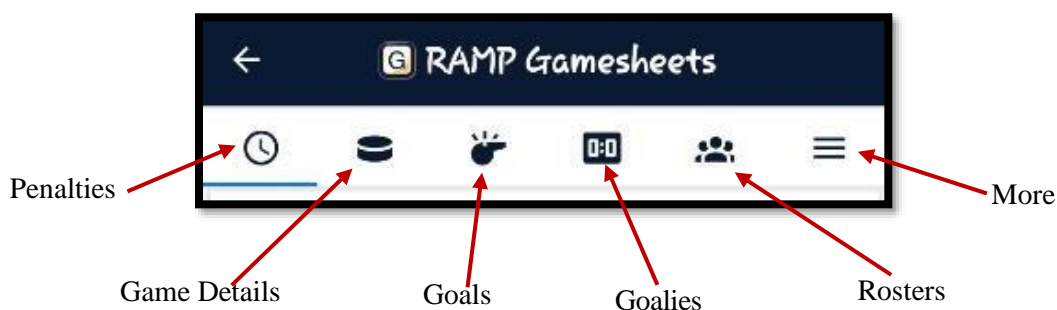 G RAMP Gamesheets
0:0
Penalties
More
Game Details
Goals
Goalies
Rosters